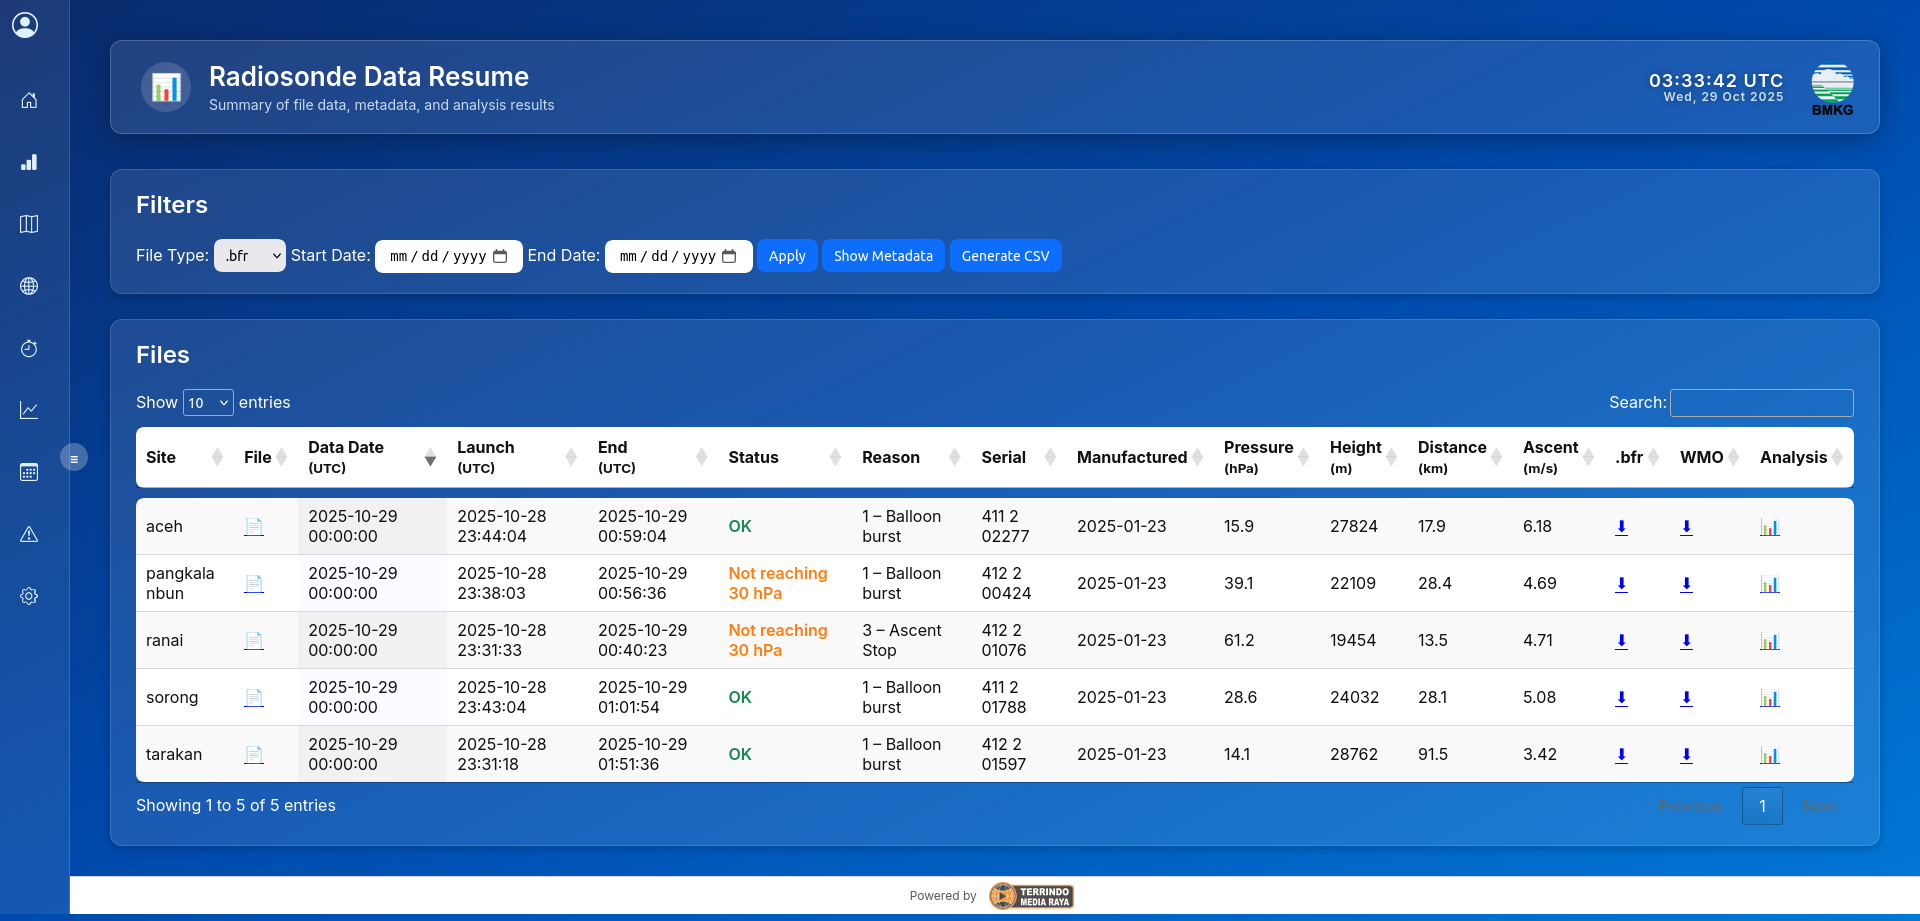 Radiosonde Data Resume
Summary of file data, metadata, and analysis results
03:33:42 UTC
Wed, 29 Oct 2025
BMKG
Filters
File Type: .bfr Start Date: mm/dd/yyyy End Date: mm/dd/yyyy Apply Show Metadata Generate CSV
Files
Show 10 entries
Search:
Site File Data Date (UTC) Launch (UTC) End (UTC) Status Reason Serial Manufactured Pressure (hPa) Height (m) Distance (km) Ascent (m/s) .bfr WMO Analysis
aceh 2025-10-29 00:00:00 2025-10-28 23:44:04 2025-10-29 00:59:04 OK 1 – Balloon burst 411 2 02277 2025-01-23 15.9 27824 17.9 6.18
pangkala nbun 2025-10-29 00:00:00 2025-10-28 23:38:03 2025-10-29 00:56:36 Not reaching 30 hPa 1 – Balloon burst 412 2 00424 2025-01-23 39.1 22109 28.4 4.69
ranai 2025-10-29 00:00:00 2025-10-28 23:31:33 2025-10-29 00:40:23 Not reaching 30 hPa 3 – Ascent Stop 412 2 01076 2025-01-23 61.2 19454 13.5 4.71
sorong 2025-10-29 00:00:00 2025-10-28 23:43:04 2025-10-29 01:01:54 OK 1 – Balloon burst 411 2 01788 2025-01-23 28.6 24032 28.1 5.08
tarakan 2025-10-29 00:00:00 2025-10-28 23:31:18 2025-10-29 01:51:36 OK 1 – Balloon burst 412 2 01597 2025-01-23 14.1 28762 91.5 3.42
Showing 1 to 5 of 5 entries
Previous 1 Next
Powered by
TERRINDO
MEDIA RAYA